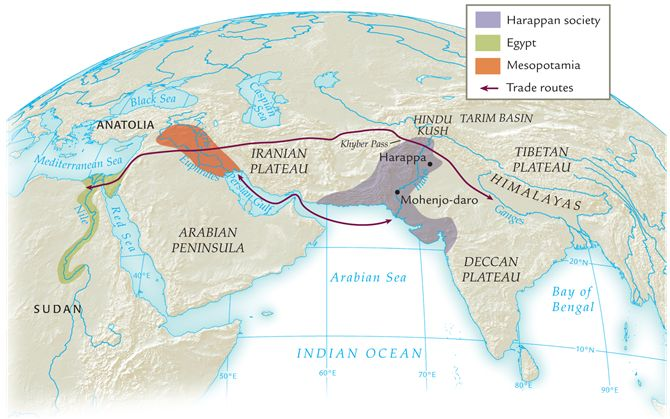 Harappan society
Egypt
Mesopotamia
Trade routes
Black Sea
Caspian
Sea
ANATOLIA
HINDU
KUSH
TARIM BASIN
Khyber Pass
Mediterranean Sea
IRANIAN
PLATEAU
Harappa
TIBETAN
PLATEAU
Tigris
Euphrates
Indus
HIMALAYAS
Persian Gulf
Mohenjo-daro
Nile
Red Sea
Ganges
ARABIAN
PENINSULA
DECCAN
PLATEAU
20°N
40°E
Arabian Sea
Bay of
Bengal
SUDAN
INDIAN OCEAN
10°N
50°E
60°E
70°E
80°E
90°E